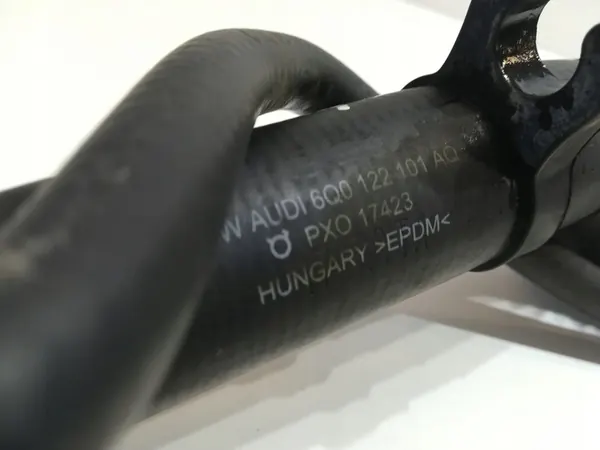 W AUDI 6Q0 122 101 AQ
PXO 17423
HUNGARY >EPDM<